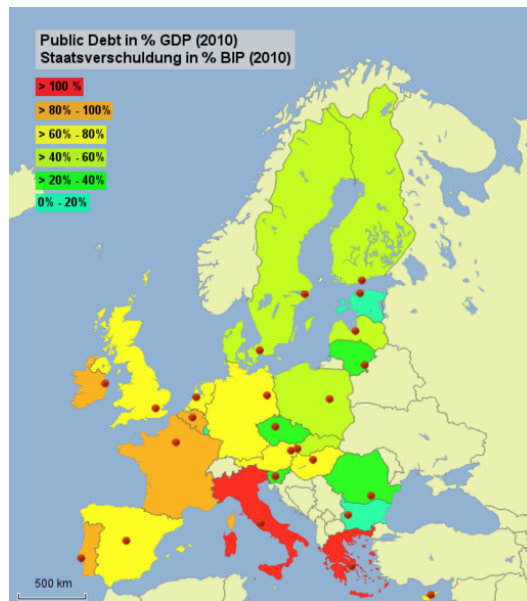 Public Debt in % GDP (2010)
Staatsverschuldung in % BIP (2010)
> 100 %
> 80% - 100%
> 60% - 80%
> 40% - 60%
> 20% - 40%
0% - 20%
500 km